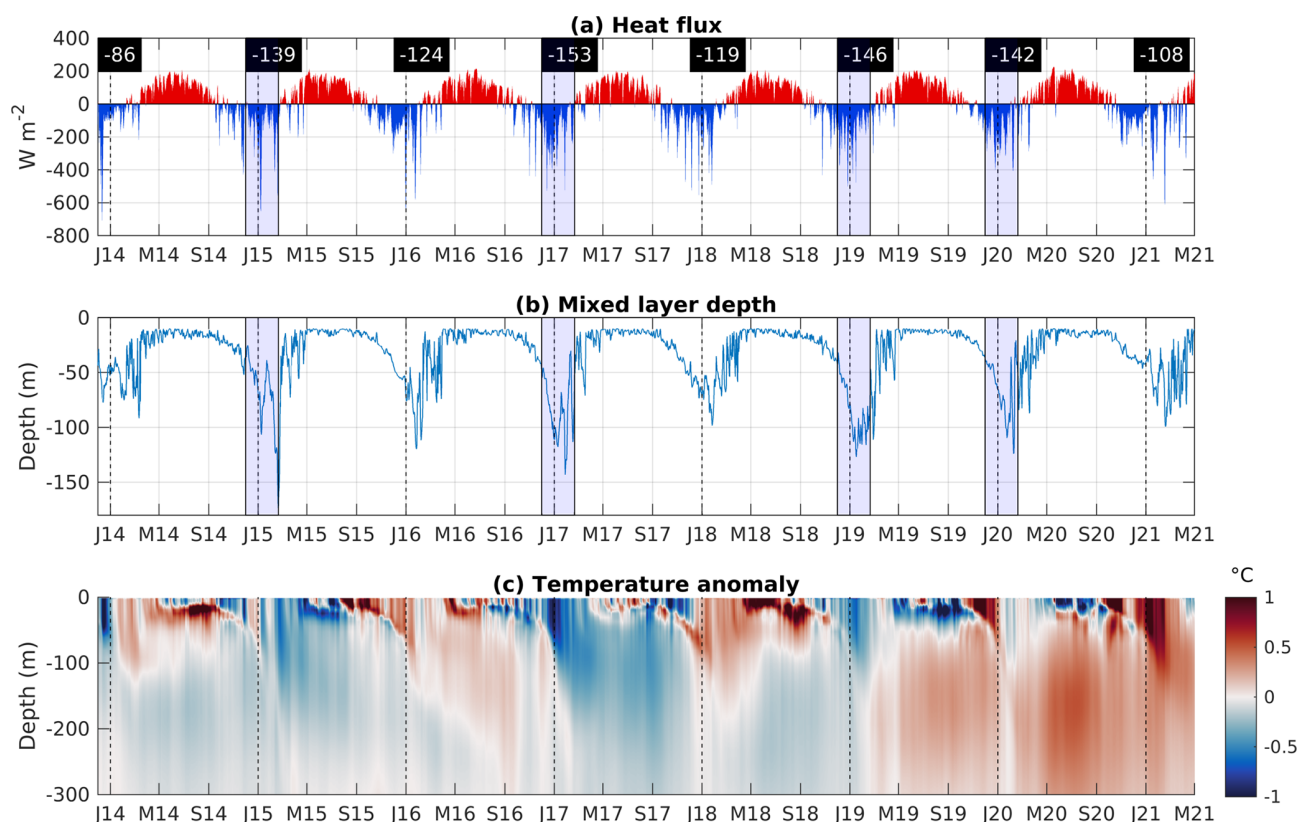 (a) Heat flux
400
200
0
-200
-400
-600
-800
W m-2
-86 -139 -124 -153 -119 -146 -142 -108
J14 M14 S14 J15 M15 S15 J16 M16 S16 J17 M17 S17 J18 M18 S18 J19 M19 S19 J20 M20 S20 J21 M21
(b) Mixed layer depth
0
-50
-100
-150
Depth (m)
J14 M14 S14 J15 M15 S15 J16 M16 S16 J17 M17 S17 J18 M18 S18 J19 M19 S19 J20 M20 S20 J21 M21
(c) Temperature anomaly
0
-100
-200
-300
Depth (m)
J14 M14 S14 J15 M15 S15 J16 M16 S16 J17 M17 S17 J18 M18 S18 J19 M19 S19 J20 M20 S20 J21 M21
°C
1
0.5
0
-0.5
-1